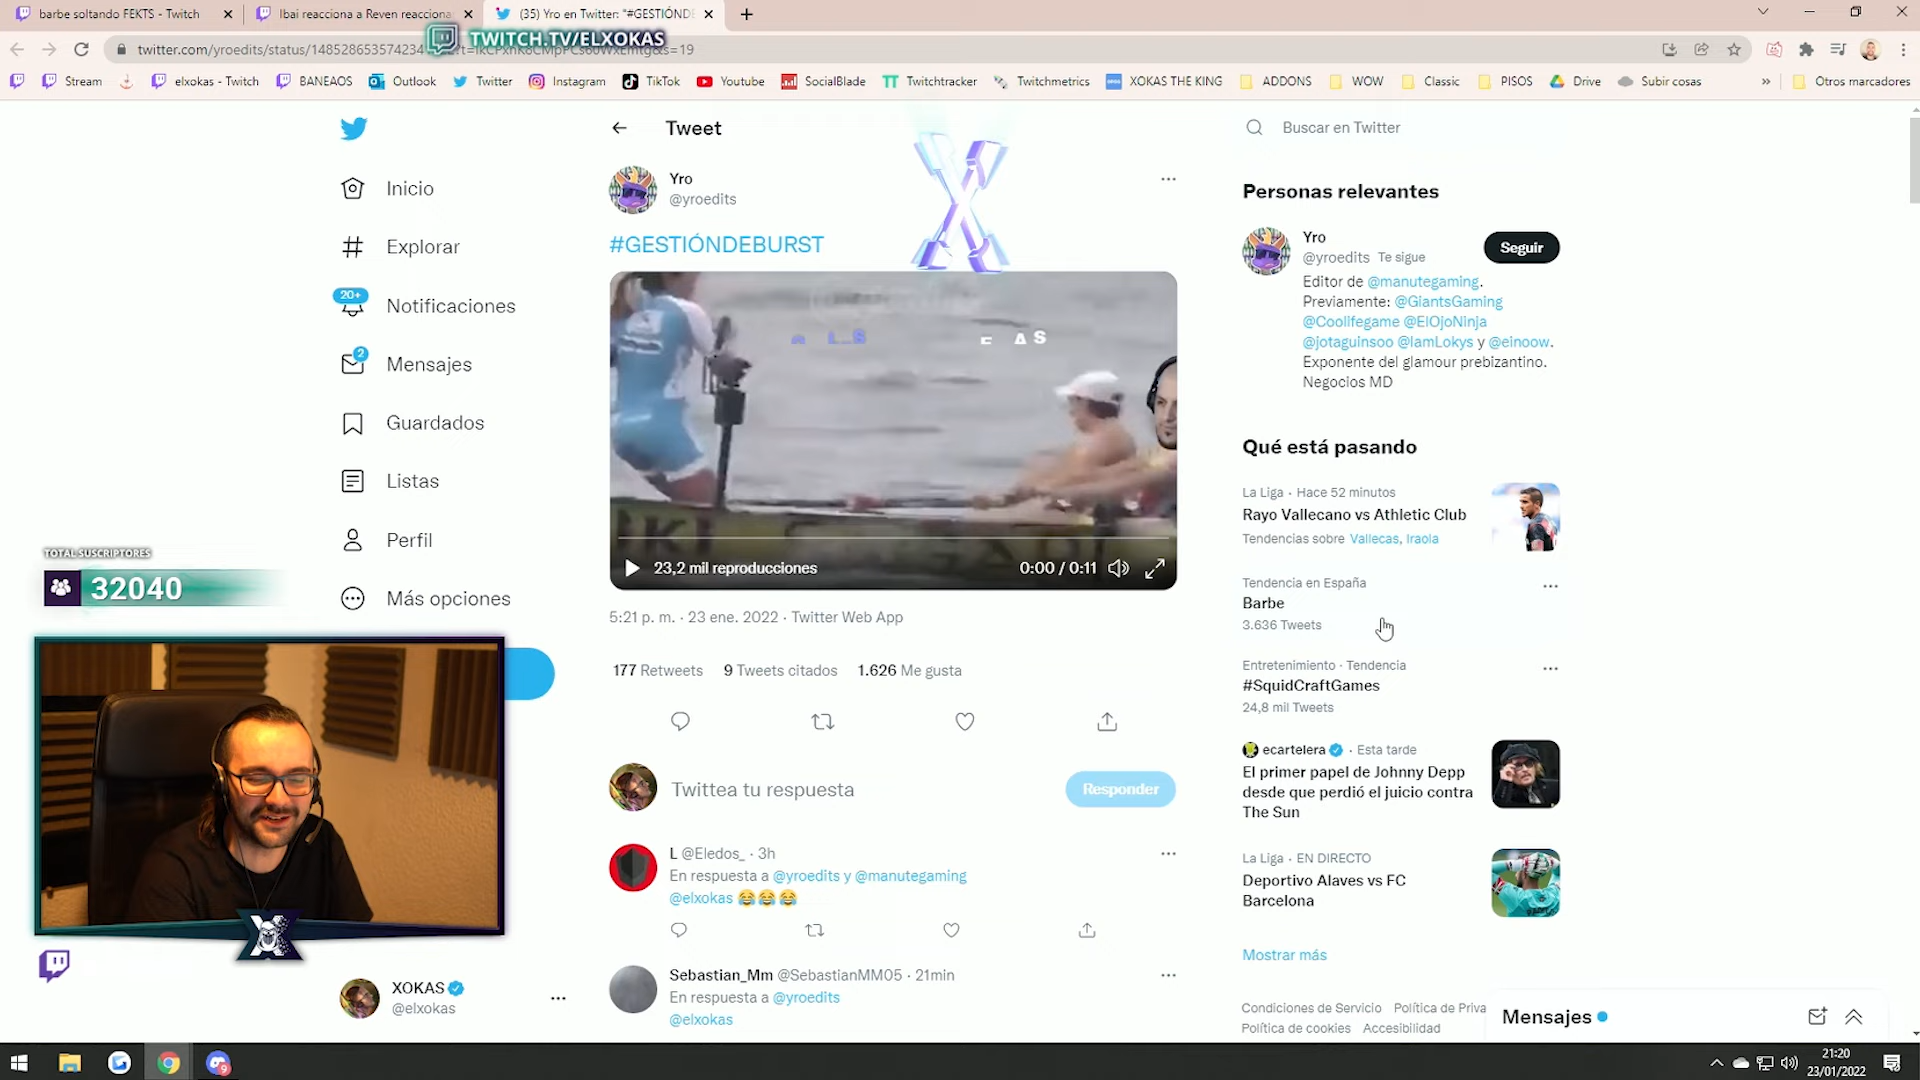 barbe soltando FEKTS - Twitch
Ibai reacciona a Reven reacciona
(35) Yro en Twitter: "#GESTIÓNDE
TWITCH.TV/ELXOKAS
Stream
elxokas - Twitch
BANEAOS
Outlook
Twitter
Instagram
TikTok
Youtube
SocialBlade
Twitchtracker
Twitchmetrics
XOKAS THE KING
ADDONS
WOW
Classic
PISOS
Drive
Subir cosas
Otros marcadores
Inicio
Explorar
20+
Notificaciones
2
Mensajes
Guardados
Listas
Perfil
Más opciones
TOTAL SUSCRIPTORES
32040
XOKAS
@elxokas
Tweet
Yro
@yroedits
#GESTIÓNDEBURST
23,2 mil reproducciones
0:00 / 0:11
5:21 p. m. · 23 ene. 2022 · Twitter Web App
177 Retweets 9 Tweets citados 1.626 Me gusta
Twittea tu respuesta
Responder
L @Eledos_ · 3h
En respuesta a @yroedits y @manutegaming
@elxokas 😂😂😂
Sebastian_Mm @SebastianMM05 · 21min
En respuesta a @yroedits
@elxokas
Buscar en Twitter
Personas relevantes
Yro
@yroedits Te sigue
Seguir
Editor de @manutegaming.
Previamente: @GiantsGaming
@Coolifegame @ElOjoNinja
@jotaguinsoo @IamLokys y @einoow.
Exponente del glamour prebizantino.
Negocios MD
Qué está pasando
La Liga · Hace 52 minutos
Rayo Vallecano vs Athletic Club
Tendencias sobre Vallecas, Iraola
Tendencia en España
Barbe
3.636 Tweets
Entretenimiento · Tendencia
#SquidCraftGames
24,8 mil Tweets
ecartelera · Esta tarde
El primer papel de Johnny Depp
desde que perdió el juicio contra
The Sun
La Liga · EN DIRECTO
Deportivo Alaves vs FC
Barcelona
Mostrar más
Condiciones de Servicio Política de Priva
Política de cookies Accesibilidad
Mensajes
21:20
23/01/2022